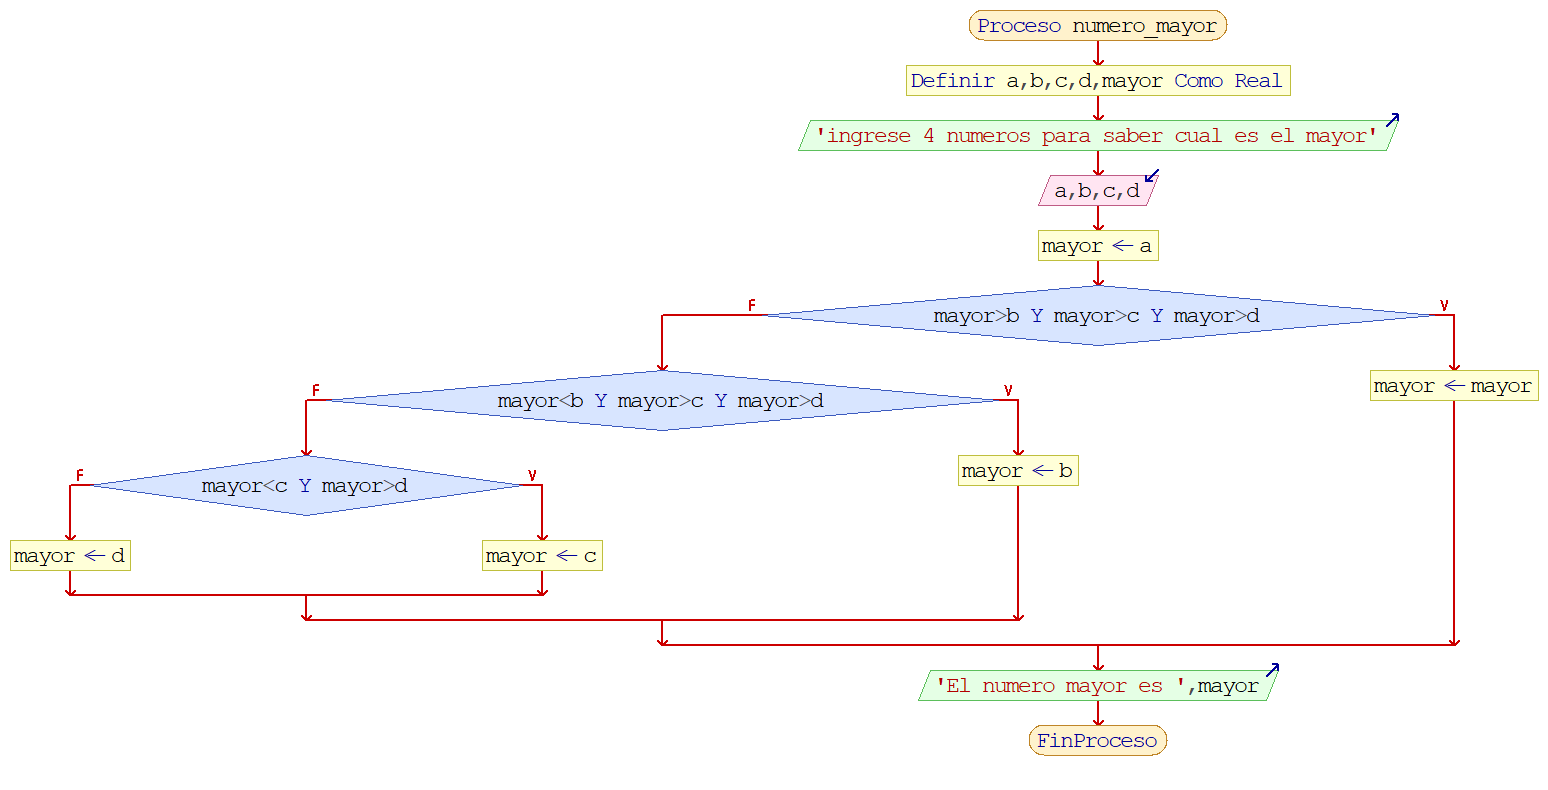 Proceso numero_mayor
Definir a,b,c,d,mayor Como Real
'ingrese 4 numeros para saber cual es el mayor'
a,b,c,d
mayor ← a
F
mayor>b Y mayor>c Y mayor>d
V
F
mayor<b Y mayor>c Y mayor>d
V
mayor ← mayor
F
mayor<c Y mayor>d
V
mayor ← b
mayor ← d
mayor ← c
'El numero mayor es ',mayor
FinProceso